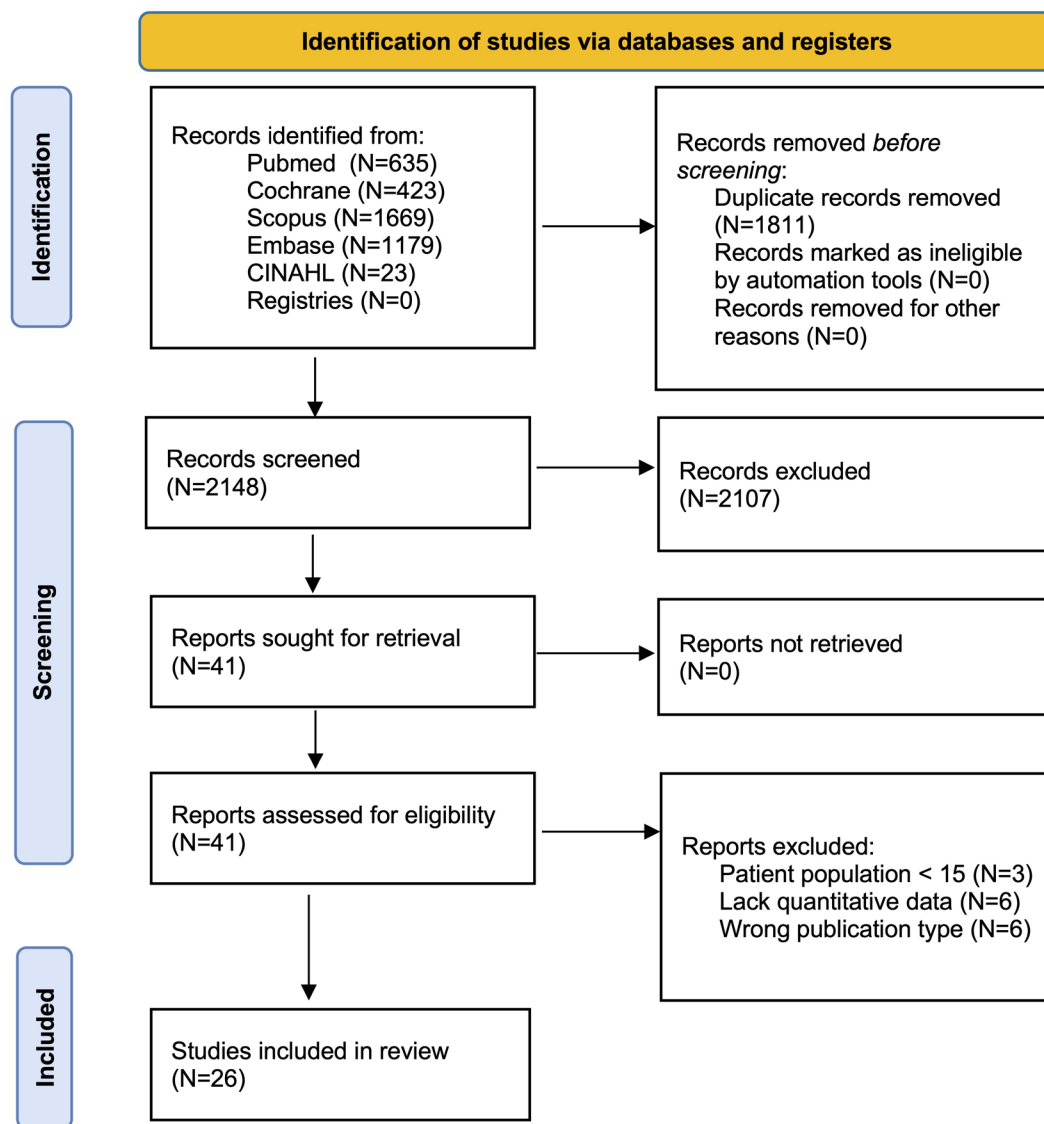 Identification of studies via databases and registers
Identification
Records identified from:
Pubmed (N=635)
Cochrane (N=423)
Scopus (N=1669)
Embase (N=1179)
CINAHL (N=23)
Registries (N=0)
Records removed before
screening:
Duplicate records removed
(N=1811)
Records marked as ineligible
by automation tools (N=0)
Records removed for other
reasons (N=0)
Screening
Records screened
(N=2148)
Records excluded
(N=2107)
Reports sought for retrieval
(N=41)
Reports not retrieved
(N=0)
Reports assessed for eligibility
(N=41)
Reports excluded:
Patient population < 15 (N=3)
Lack quantitative data (N=6)
Wrong publication type (N=6)
Included
Studies included in review
(N=26)